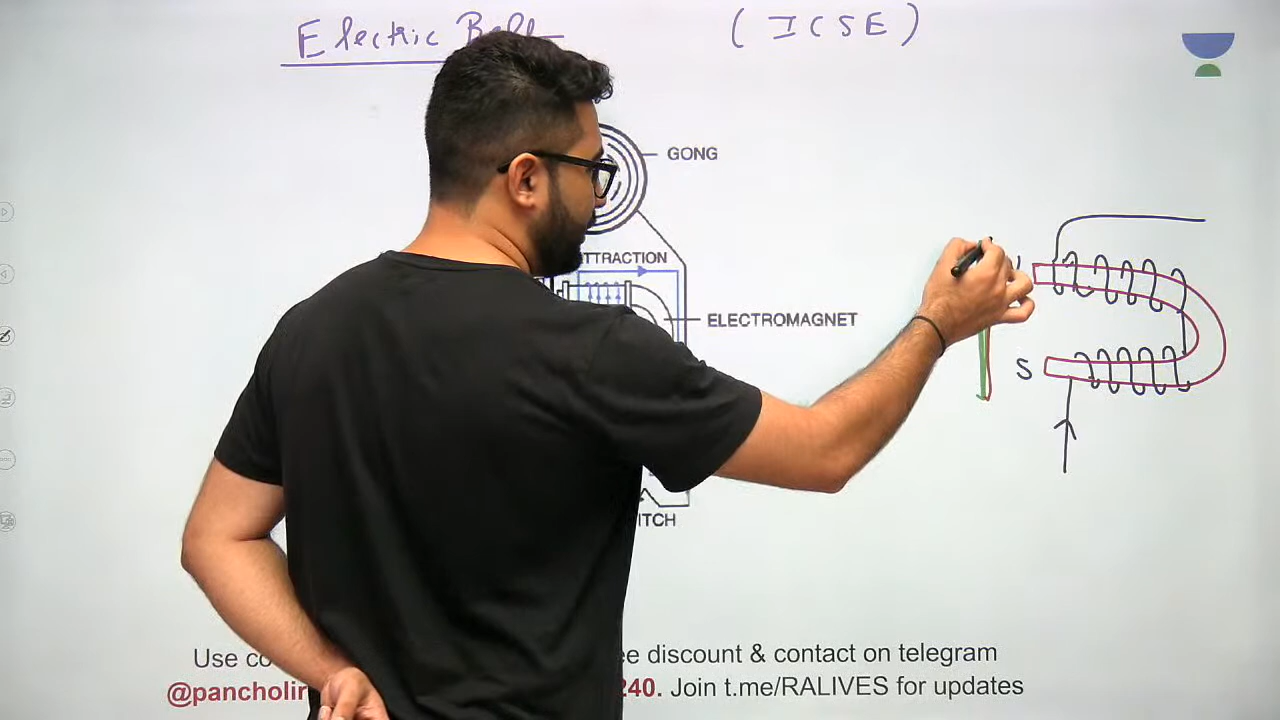 Electric Bell
( ICSE )
GONG
TTRACTION
ELECTROMAGNET
S
ITCH
Use co ee discount & contact on telegram
@pancholir 240. Join t.me/RALIVES for updates